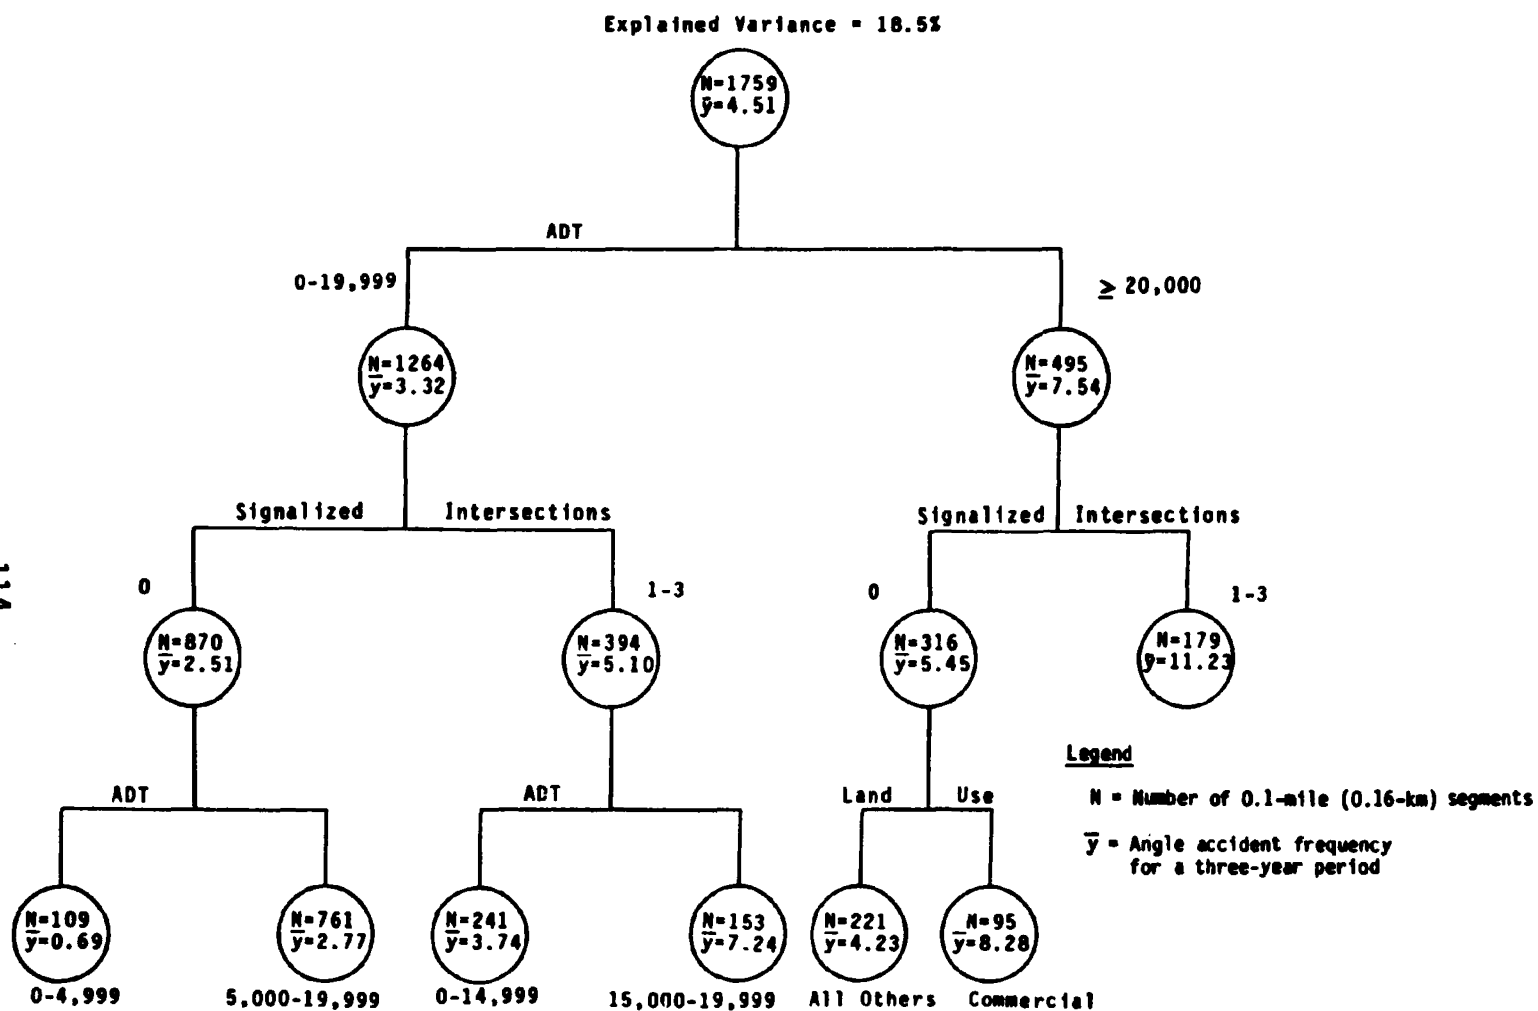 Explained Variance = 18.5%
N=1759
ȳ=4.51
ADT
0-19,999
≥ 20,000
N=1264
ȳ=3.32
N=495
ȳ=7.54
Signalized Intersections
Signalized Intersections
0
1-3
0
1-3
N=870
ȳ=2.51
N=394
ȳ=5.10
N=316
ȳ=5.45
N=179
ȳ=11.23
Legend
N = Number of 0.1-mile (0.16-km) segments
ȳ = Angle accident frequency
for a three-year period
ADT
ADT
Land Use
N=109
ȳ=0.69
N=761
ȳ=2.77
N=241
ȳ=3.74
N=153
ȳ=7.24
N=221
ȳ=4.23
N=95
ȳ=8.28
0-4,999
5,000-19,999
0-14,999
15,000-19,999
All Others
Commercial